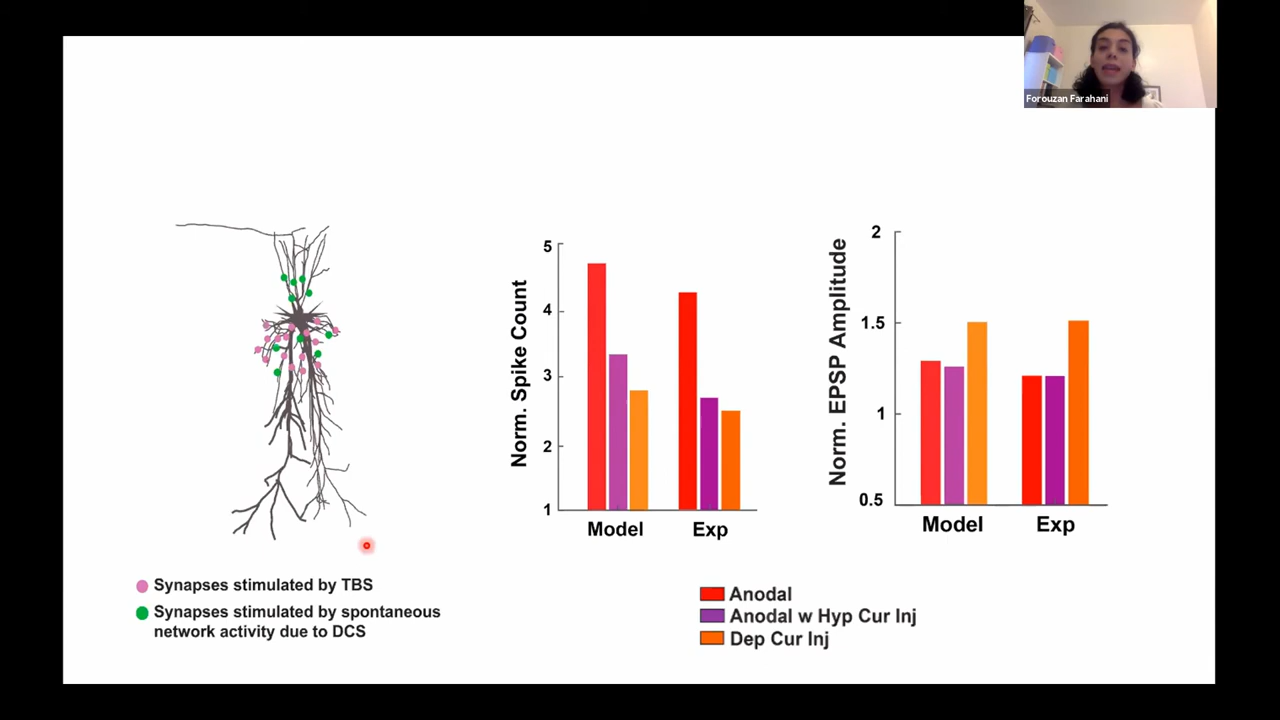 Forouzan Farahani
Norm. Spike Count
5
4
3
2
1
Model
Exp
Norm. EPSP Amplitude
2
1.5
1
0.5
Model
Exp
Synapses stimulated by TBS
Synapses stimulated by spontaneous
network activity due to DCS
Anodal
Anodal w Hyp Cur Inj
Dep Cur Inj